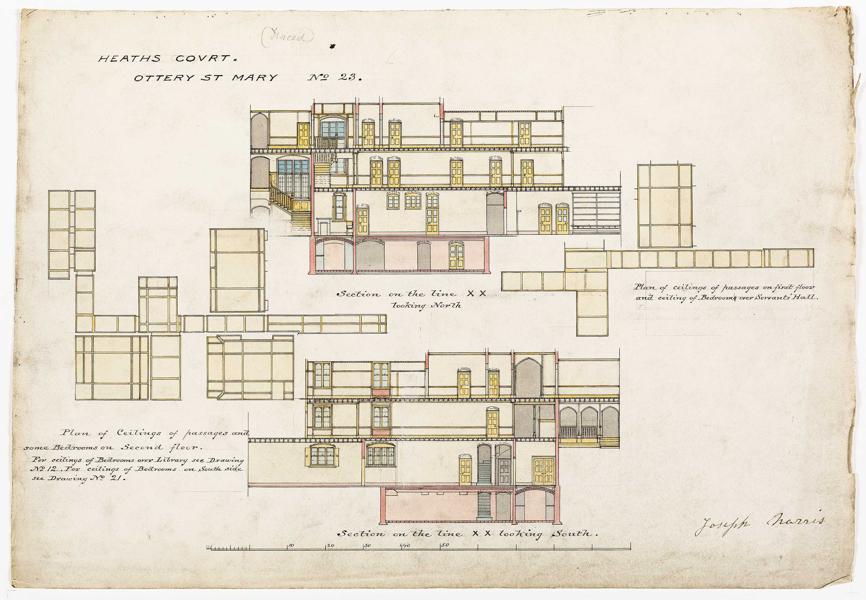 (Traced)
HEATHS COVRT.
OTTERY ST MARY No 23.
Section on the line XX
looking North
Plan of ceilings of passages on first floor
and ceiling of Bedrooms over Servants' Hall.
Plan of Ceilings of passages and
some Bedrooms on Second floor.
For ceilings of Bedrooms over Library see Drawing
No 12. For ceilings of Bedrooms on South side
see Drawing No 21.
Section on the line XX looking South.
10 20 30 40 50
Joseph Harris